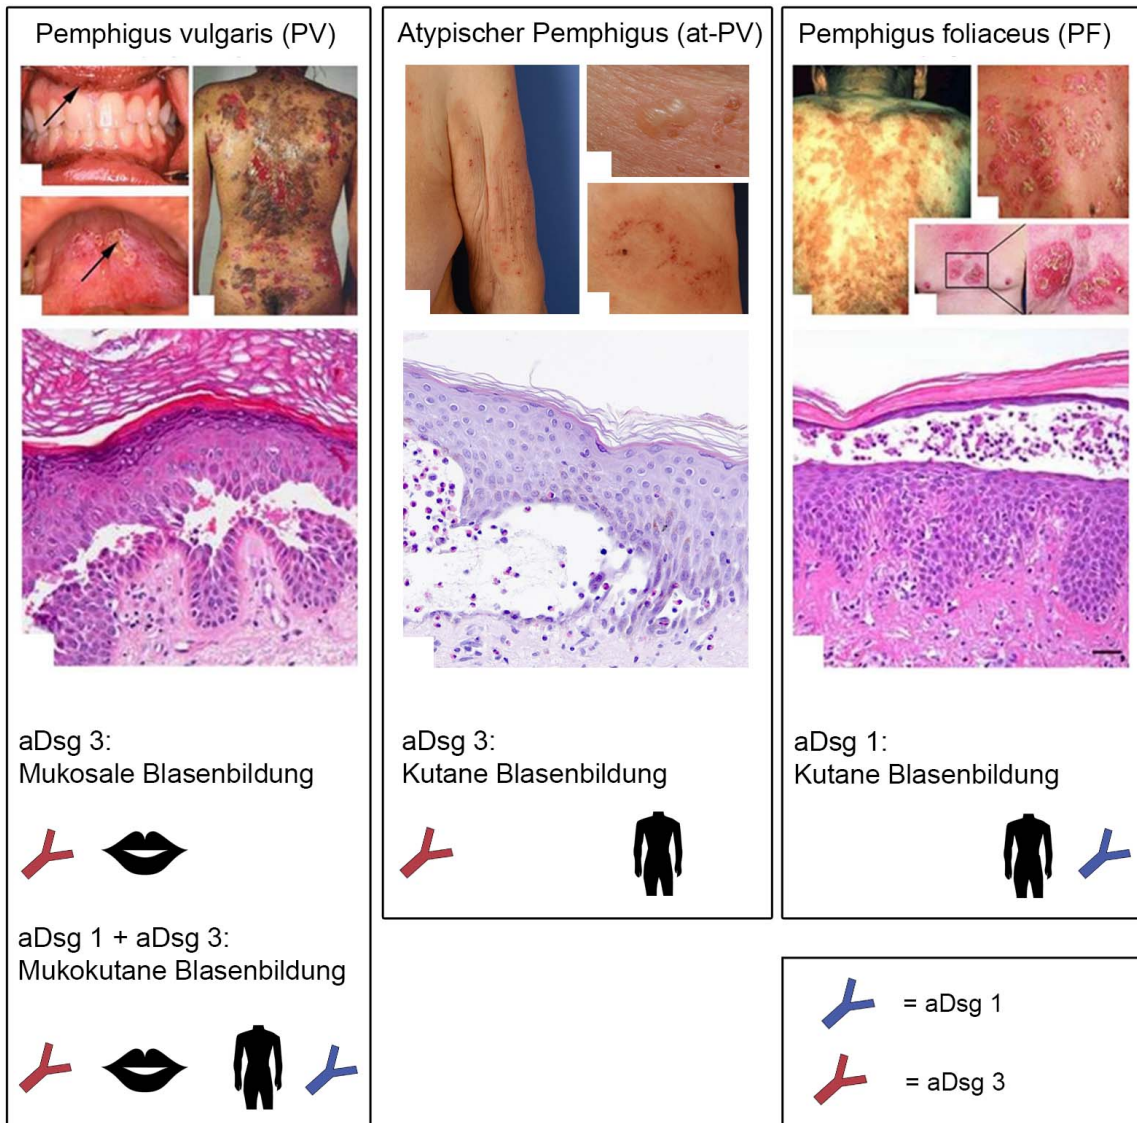 Pemphigus vulgaris (PV)
aDsg 3:
Mukosale Blasenbildung
aDsg 1 + aDsg 3:
Mukokutane Blasenbildung
Atypischer Pemphigus (at-PV)
aDsg 3:
Kutane Blasenbildung
Pemphigus foliaceus (PF)
aDsg 1:
Kutane Blasenbildung
= aDsg 1
= aDsg 3